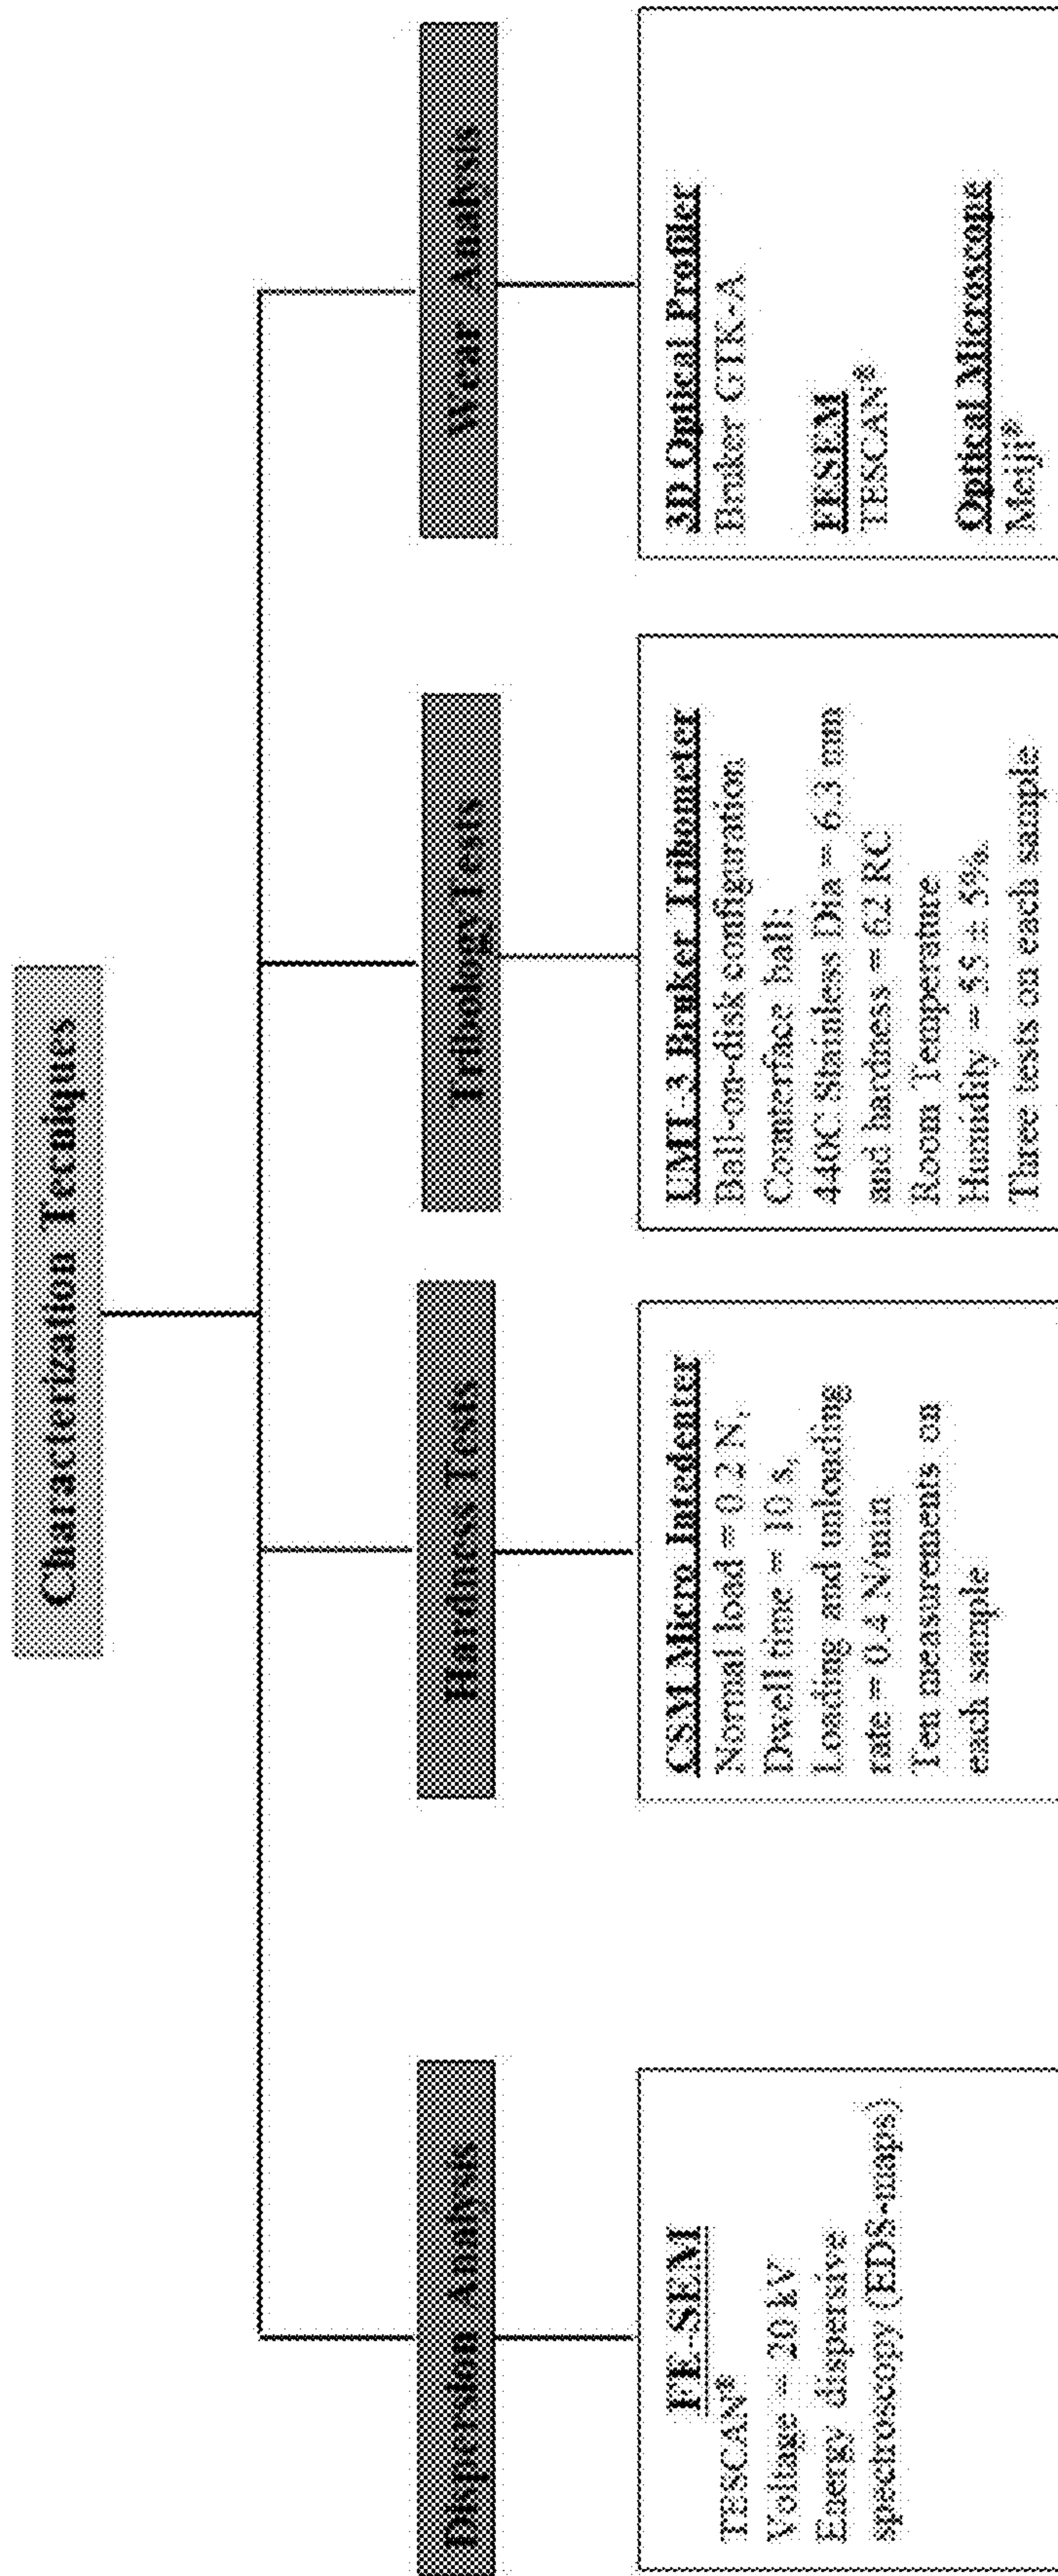 Characterization Tecniques
Dispersion Analysis
FE-SEM
TESCAN®
Voltage = 20 kV
Energy dispersive
spectroscopy (EDS-maps)
Hardness Tests
CSM Micro Intedenter
Normal load = 0.2 N,
Dwell time = 10 s,
Loading and unloading
rate = 0.4 N/min
Ten measurements on
each sample
Tribology Tests
UMT-3 Bruker Tribometer
Ball-on-disk configuration
Counterface ball:
440C Stainless Dia = 6.3 mm
and hardness = 62 RC
Room Temperature
Humidity = 55 ± 5%
Three tests on each sample
Wear Analysis
3D Optical Profiler
Bruker GTK-A
FESEM
TESCAN®
Optical Microscope
Meiji®